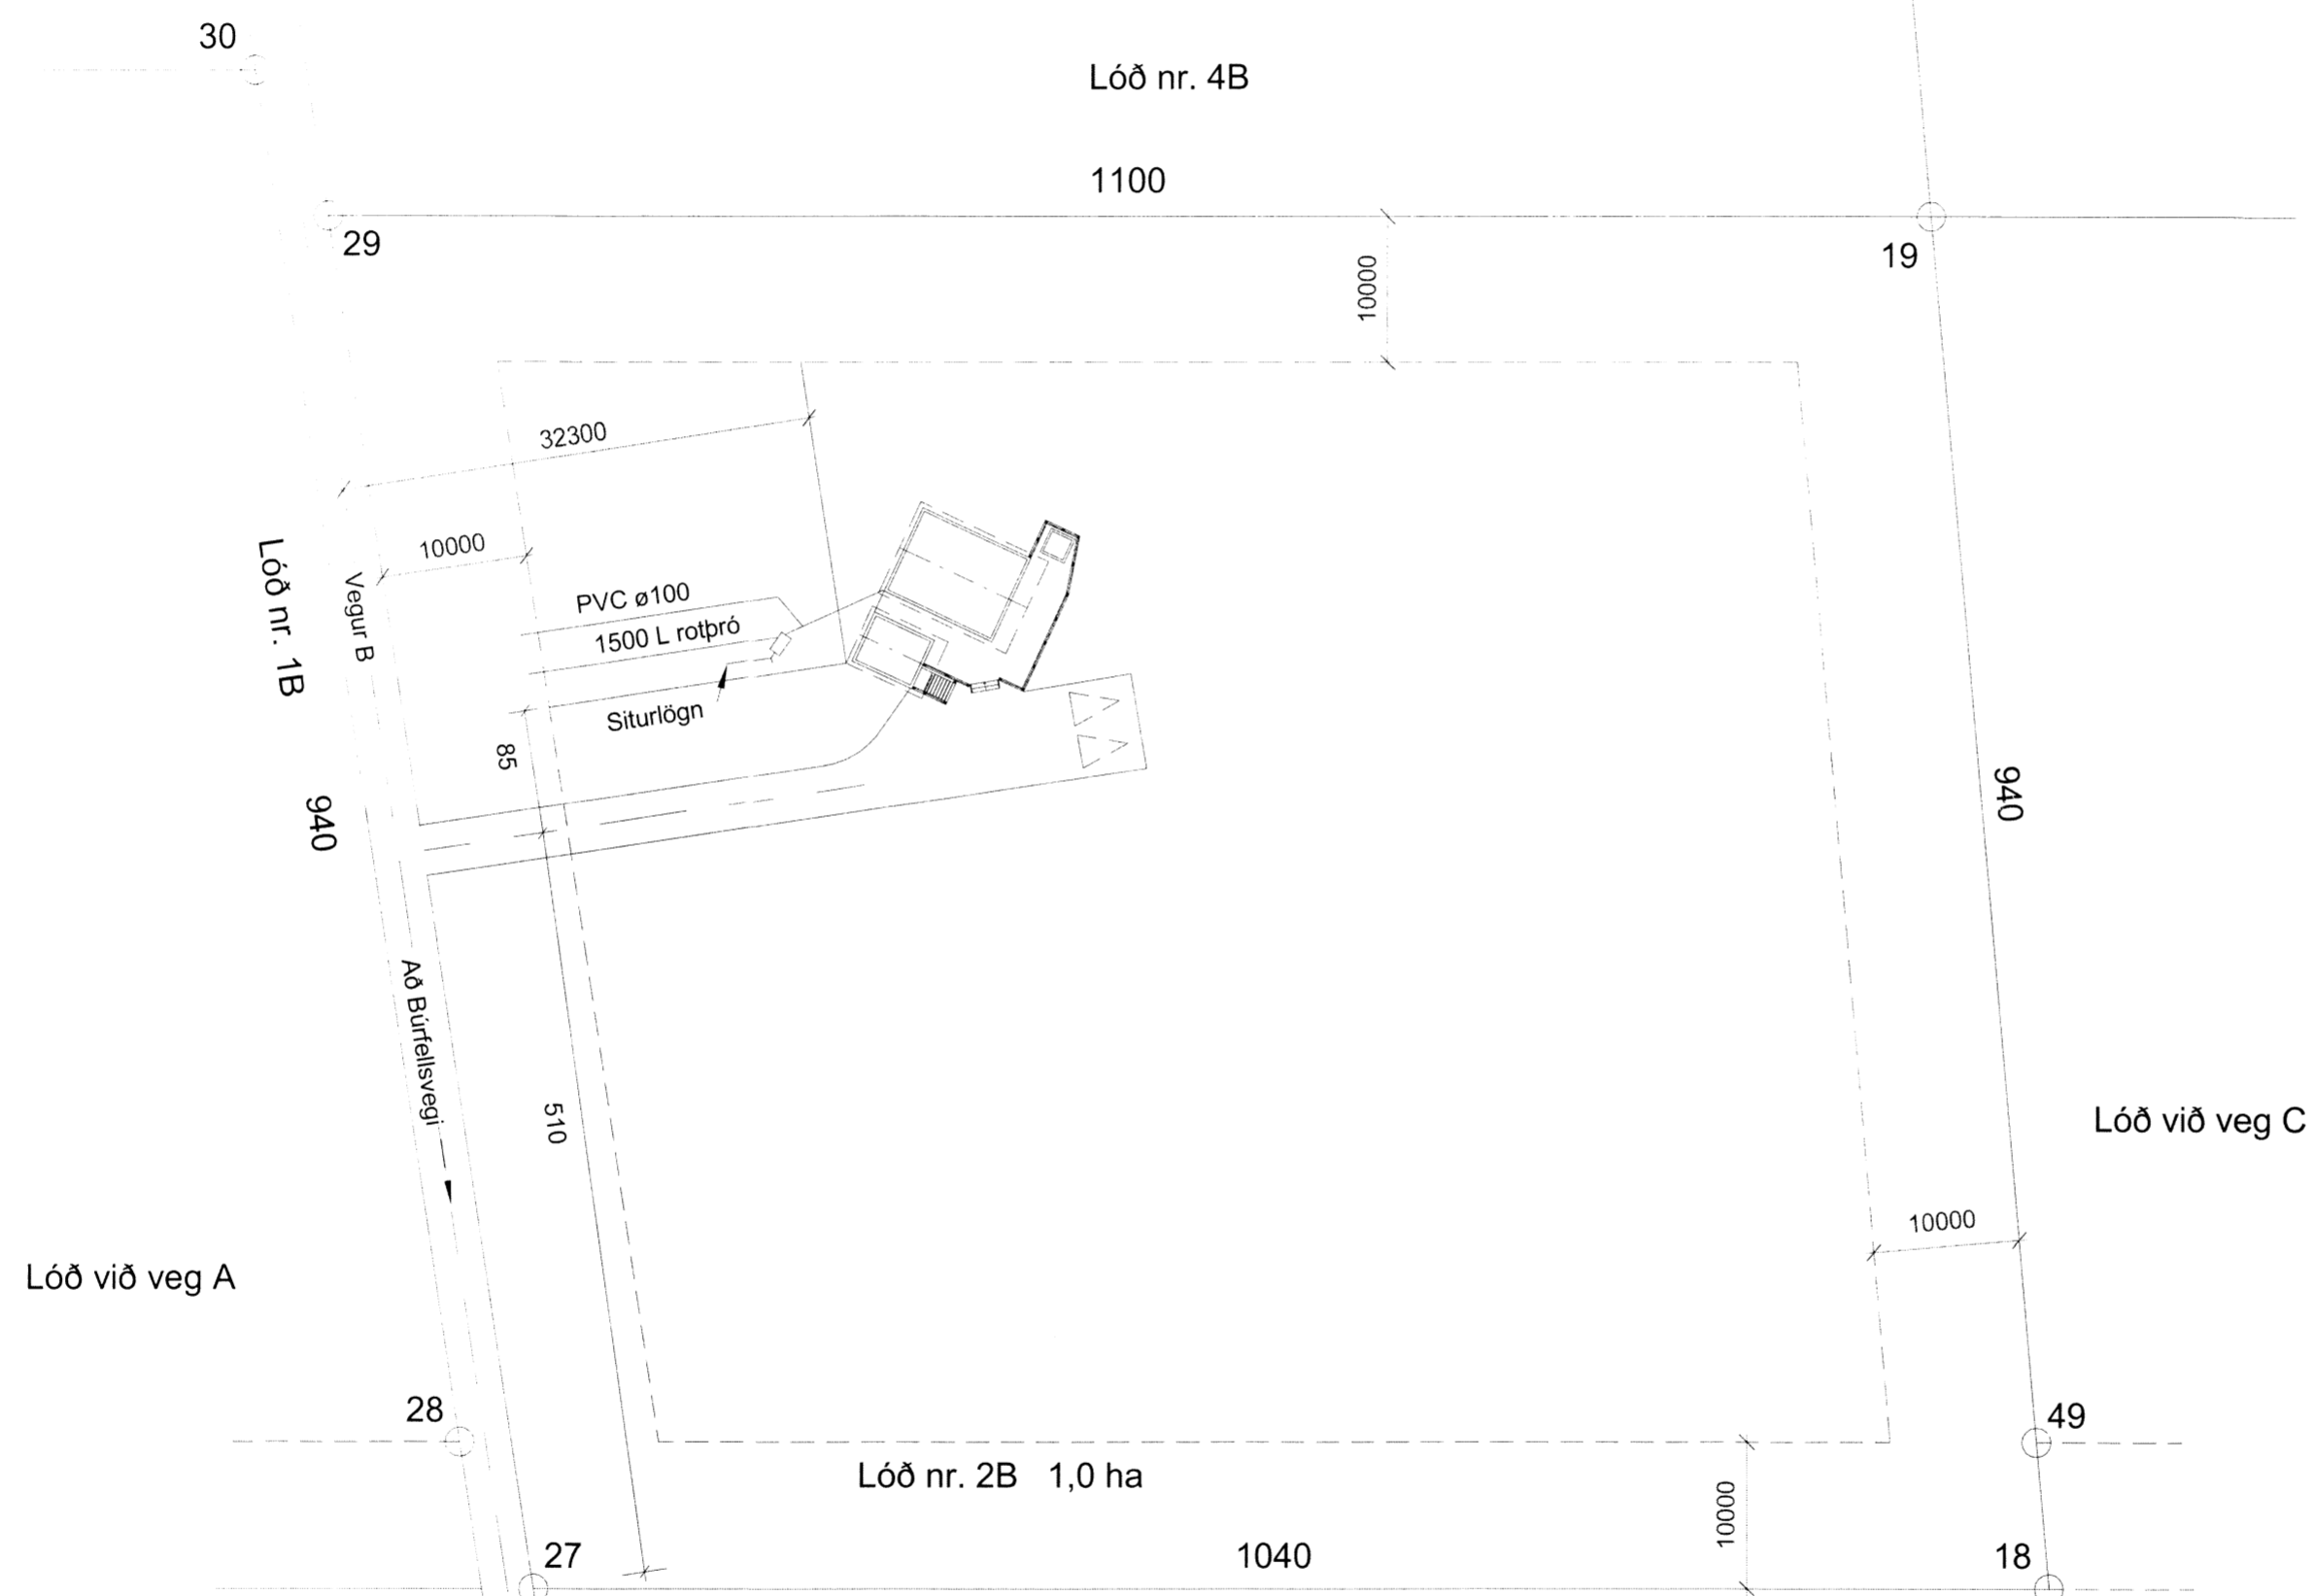 30
Lóð nr. 4B
1100
29
19
10000
32300
10000
Lóð nr. 1B
Vegur B
PVC ø100
1500 L rotþró
Siturlögn
85
940
940
Að Búrfellsvegi
510
Lóð við veg C
10000
Lóð við veg A
28
49
Lóð nr. 2B 1,0 ha
10000
27
1040
18